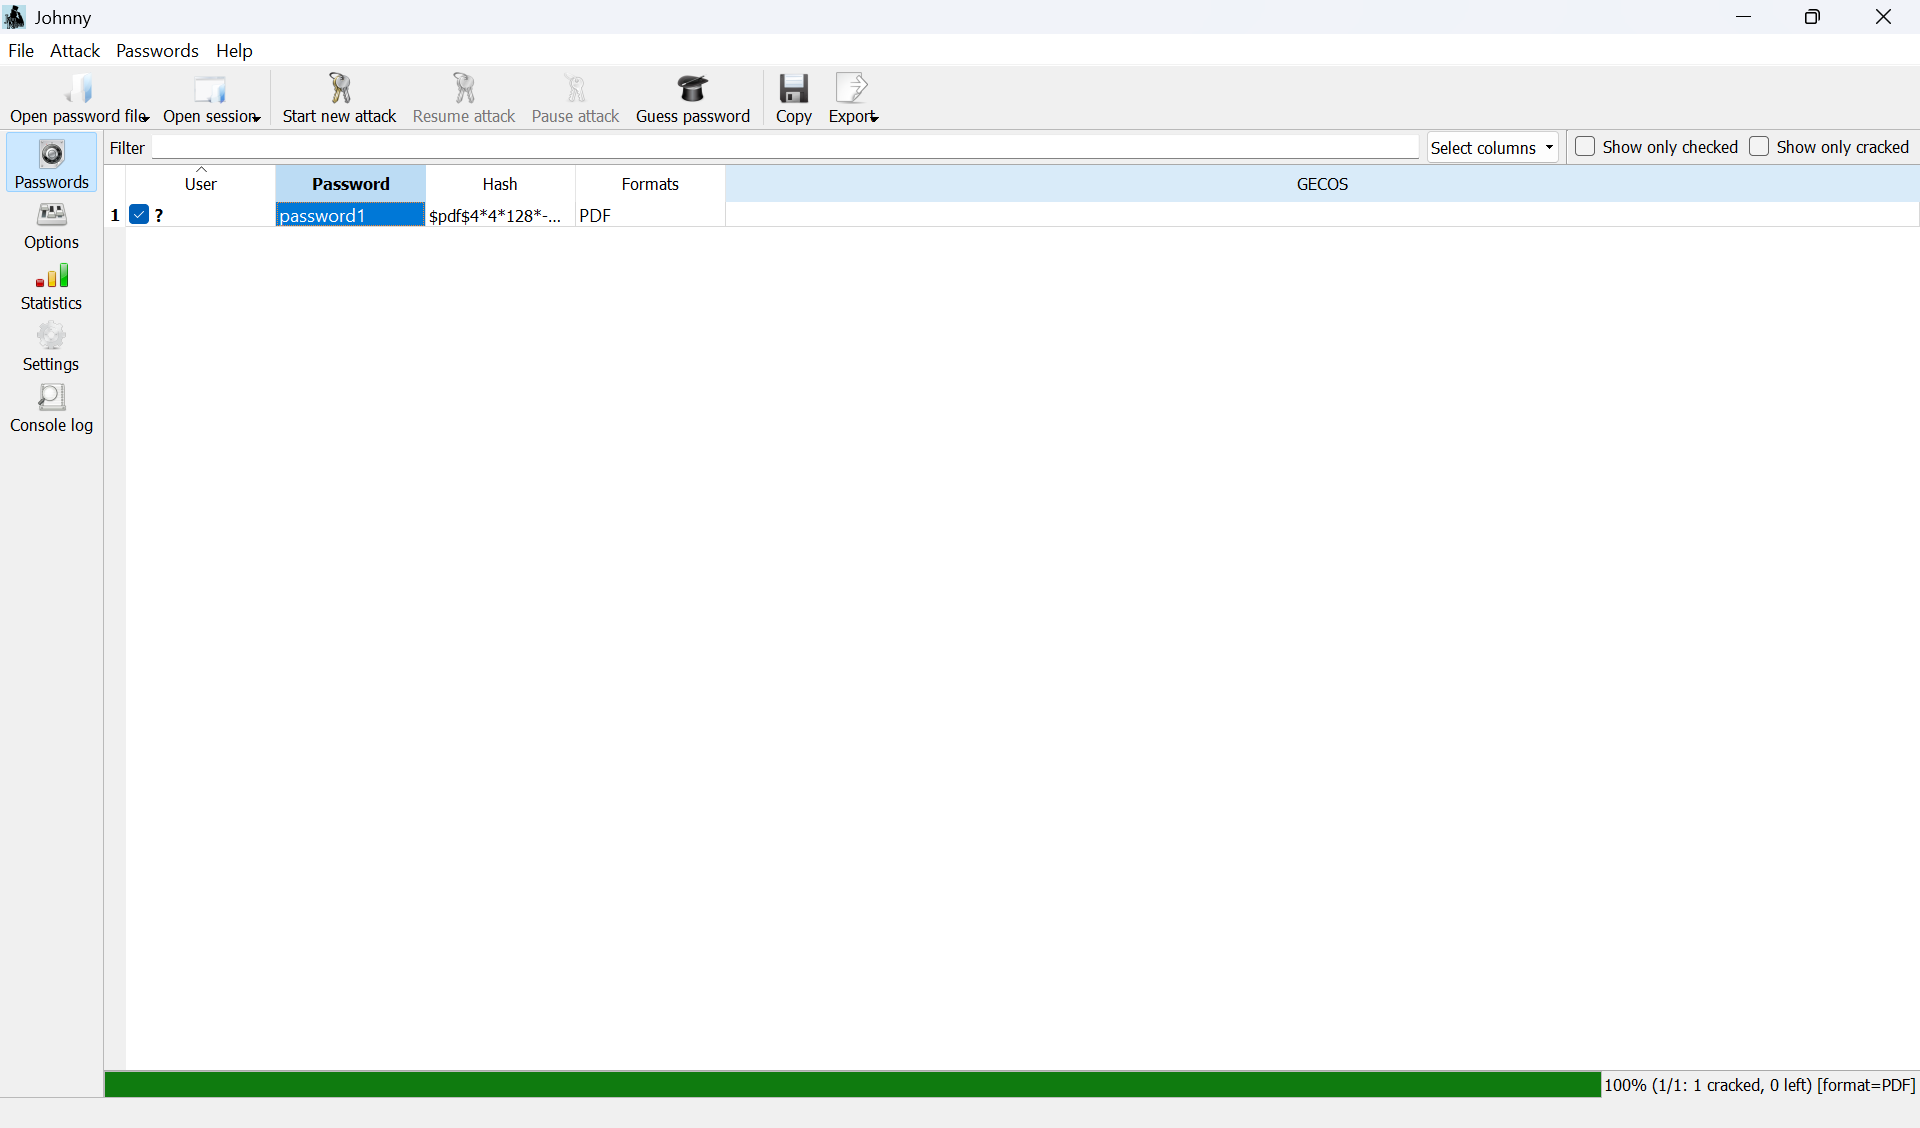 Johnny
File Attack Passwords Help
Open password file Open session Start new attack Resume attack Pause attack Guess password Copy Export
Passwords
Options
Statistics
Settings
Console log
Filter Select columns Show only checked Show only cracked
User Password Hash Formats GECOS
1 ? password1 $pdf$4*4*128*-... PDF
100% (1/1: 1 cracked, 0 left) [format=PDF]